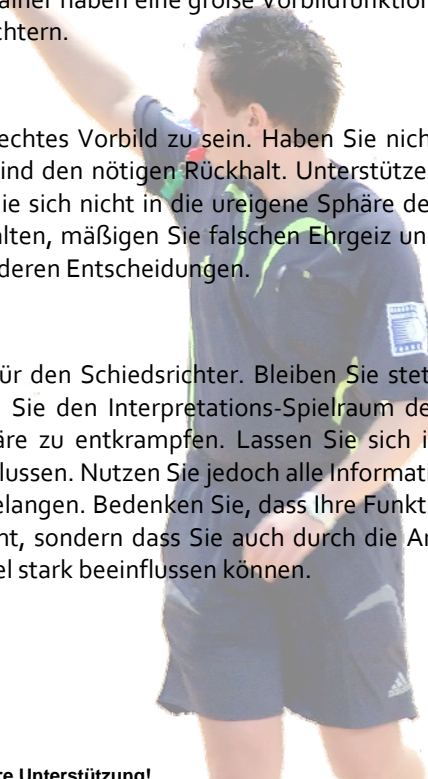 ainer haben eine große Vorbildfunktion
chtern.
echtes Vorbild zu sein. Haben Sie nich
ind den nötigen Rückhalt. Unterstütze
ie sich nicht in die ureigene Sphäre de
alten, mäßigen Sie falschen Ehrgeiz un
deren Entscheidungen.
ür den Schiedsrichter. Bleiben Sie stet
Sie den Interpretations-Spielraum de
äre zu entkrampfen. Lassen Sie sich i
lussen. Nutzen Sie jedoch alle Informati
elangen. Bedenken Sie, dass Ihre Funkt
nt, sondern dass Sie auch durch die Ar
el stark beeinflussen können.
re Unterstützung!